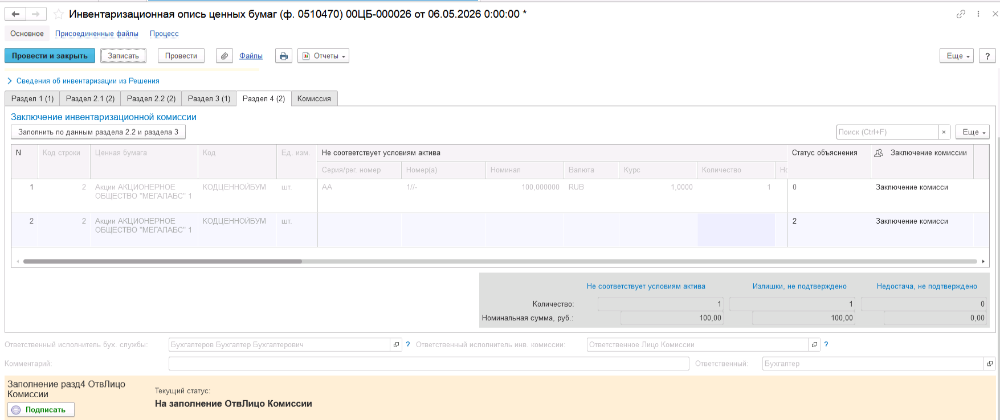 Инвентаризационная опись ценных бумаг (ф. 0510470) 00ЦБ-000026 от 06.05.2026 0:00:00 *
Основное Присоединенные файлы Процесс
Провести и закрыть Записать Провести Файлы Отчеты Еще ?
Сведения об инвентаризации из Решения
Раздел 1 (1) Раздел 2.1 (2) Раздел 2.2 (2) Раздел 3 (1) Раздел 4 (2) Комиссия
Заключение инвентаризационной комиссии
Заполнить по данным раздела 2.2 и раздела 3 Поиск (Ctrl+F) × Еще
N Код строки Ценная бумага Код Ед. изм. Не соответствует условиям актива Статус объяснения Заключение комиссии
Серия/рег. номер Номер(а) Номинал Валюта Курс Количество Но
1 2 Акции АКЦИОНЕРНОЕ КОДЦЕННОЙБУМ шт. АА 1//- 100,000000 RUB 1,0000 1 0 Заключение комисси
ОБЩЕСТВО "МЕГАЛАБС" 1
2 2 Акции АКЦИОНЕРНОЕ КОДЦЕННОЙБУМ шт. 2 Заключение комисси
ОБЩЕСТВО "МЕГАЛАБС" 1
Не соответствует условиям актива Излишки, не подтверждено Недостача, не подтверждено
Количество: 1 1 0
Номинальная сумма, руб.: 100,00 100,00 0,00
Ответственный исполнитель бух. службы: Бухгалтеров Бухгалтер Бухгалтерович ? Ответственный исполнитель инв. комиссии: Ответственное Лицо Комиссии ?
Комментарий: Ответственный: Бухгалтер
Заполнение разд4 ОтвЛицо
Комиссии
Текущий статус:
На заполнение ОтвЛицо Комиссии
Подписать